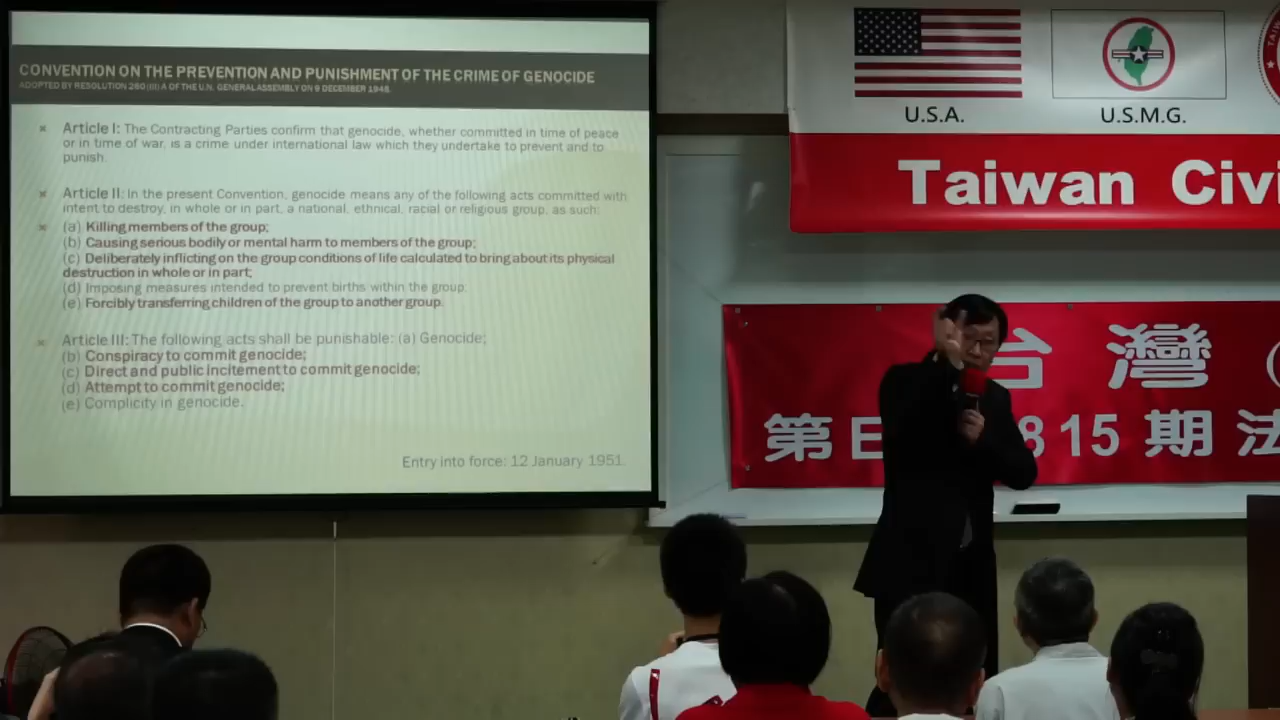 CONVENTION ON THE PREVENTION AND PUNISHMENT OF THE CRIME OF GENOCIDE
ADOPTED BY RESOLUTION 260 (III) A OF THE U.N. GENERAL ASSEMBLY ON 9 DECEMBER 1948.
Article I: The Contracting Parties confirm that genocide, whether committed in time of peace
or in time of war, is a crime under international law which they undertake to prevent and to
punish.
Article II: In the present Convention, genocide means any of the following acts committed with
intent to destroy, in whole or in part, a national, ethnical, racial or religious group, as such:
(a) Killing members of the group;
(b) Causing serious bodily or mental harm to members of the group;
(c) Deliberately inflicting on the group conditions of life calculated to bring about its physical
destruction in whole or in part;
(d) Imposing measures intended to prevent births within the group;
(e) Forcibly transferring children of the group to another group.
Article III: The following acts shall be punishable: (a) Genocide;
(b) Conspiracy to commit genocide;
(c) Direct and public incitement to commit genocide;
(d) Attempt to commit genocide;
(e) Complicity in genocide.
Entry into force: 12 January 1951.
U.S.A.
U.S.M.G.
Taiwan Civi
台灣
第E 815期法